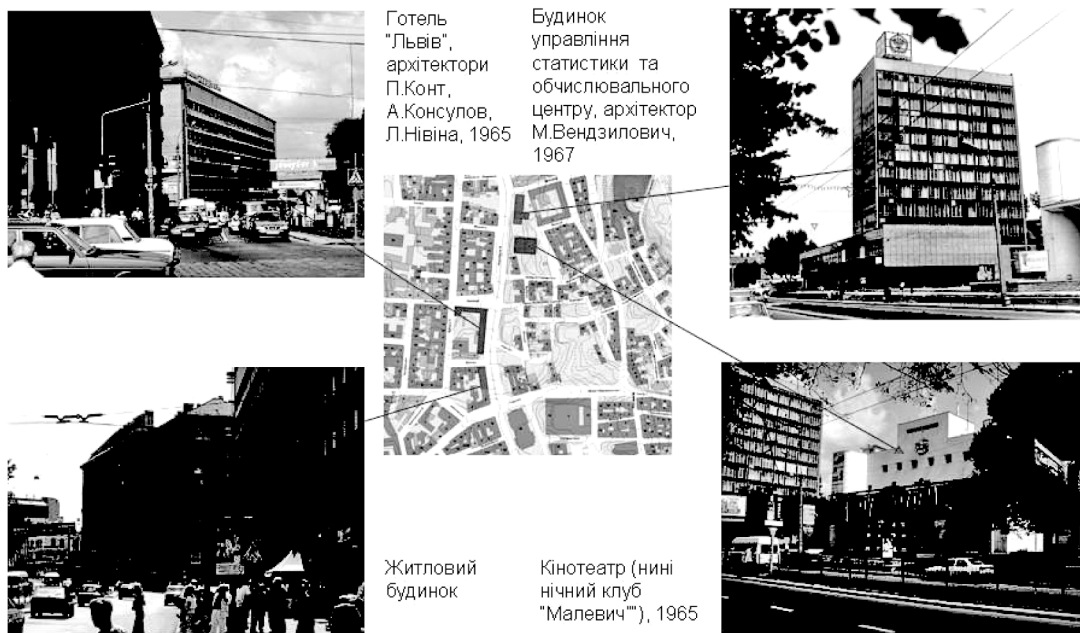 Готель
"Львів",
архітектори
П.Конт,
А.Консулов,
Л.Нівіна, 1965
Будинок
управління
статистики та
обчислювального
центру, архітектор
М.Вендзилович,
1967
Житловий
будинок
Кінотеатр (нині
нічний клуб
"Малевич""), 1965